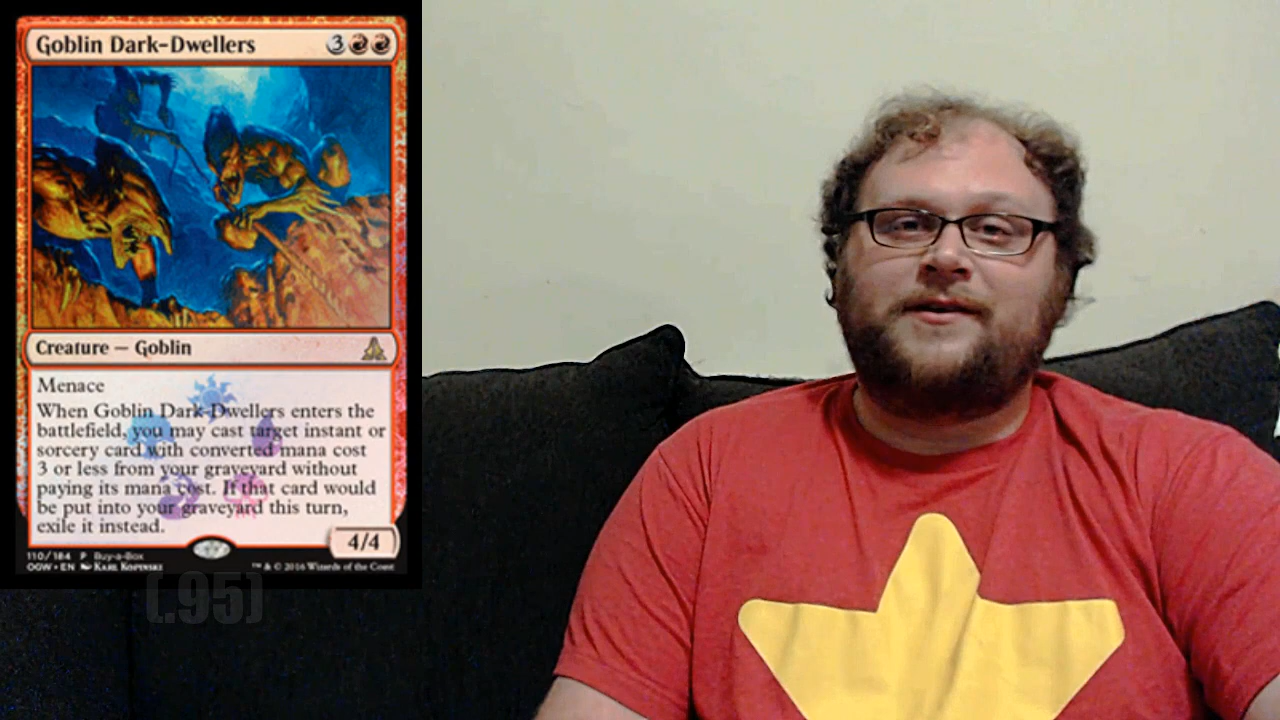 Goblin Dark-Dwellers 3
Creature — Goblin
Menace
When Goblin Dark-Dwellers enters the
battlefield, you may cast target instant or
sorcery card with converted mana cost
3 or less from your graveyard without
paying its mana cost. If that card would
be put into your graveyard this turn,
exile it instead.
4/4
110/184 P Buy-a-Box
OGW • EN Karl Kopinski
™ & © 2016 Wizards of the Coast
[.95]